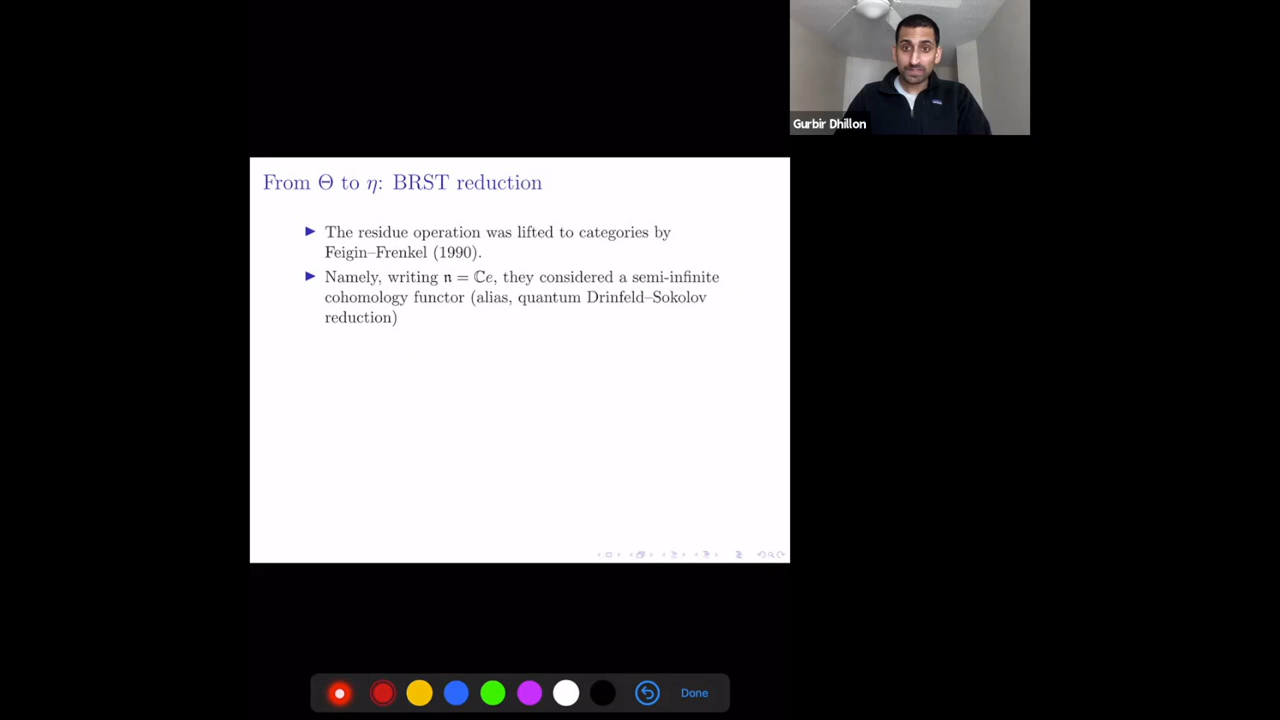 Gurbir Dhillon
From Θ to η: BRST reduction
▶ The residue operation was lifted to categories by
Feigin–Frenkel (1990).
▶ Namely, writing 𝔫 = ℂe, they considered a semi-infinite
cohomology functor (alias, quantum Drinfeld–Sokolov
reduction)
Done